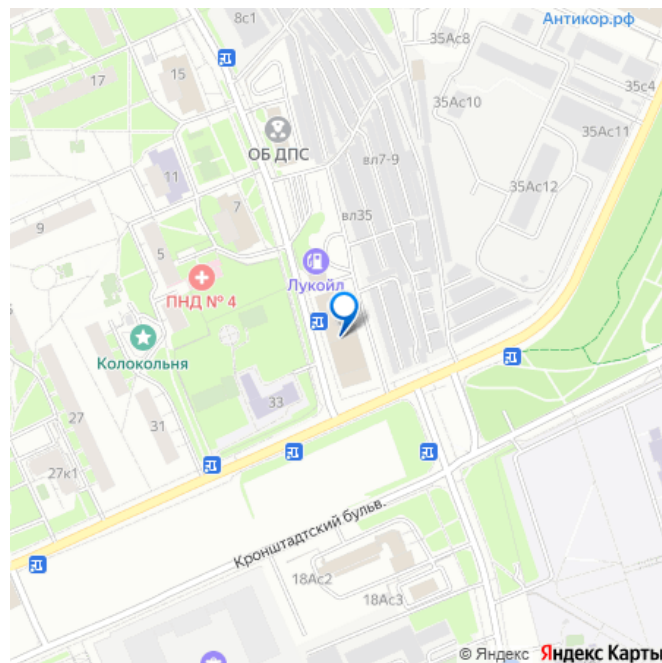 8с1
Антикор.рф
35Ас8
17
15
35с4
35Ас10
ОБ ДПС
35Ас11
вл7-9
11
35Ас12
7
вл35
9
5
Лукойл
ПНД № 4
Колокольня
33
27
31
27к1
Кронштадтский бульв.
18Ас2
18Ас3
© Яндекс Яндекс Карты